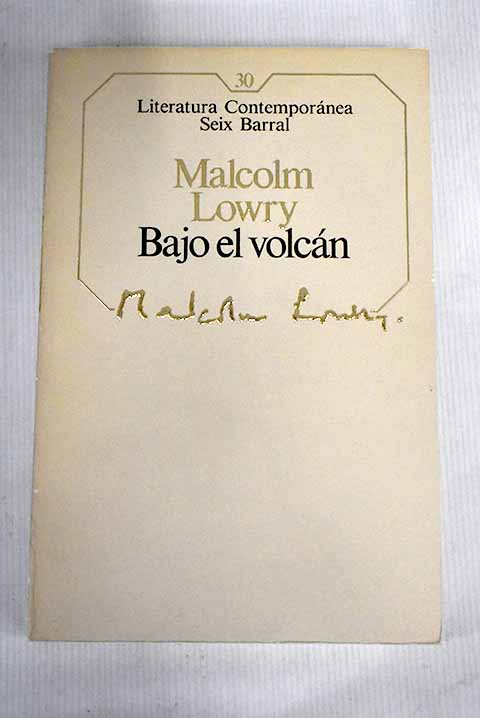 30
Literatura Contemporánea
Seix Barral
Malcolm
Lowry
Bajo el volcán
Malcolm Lowry.